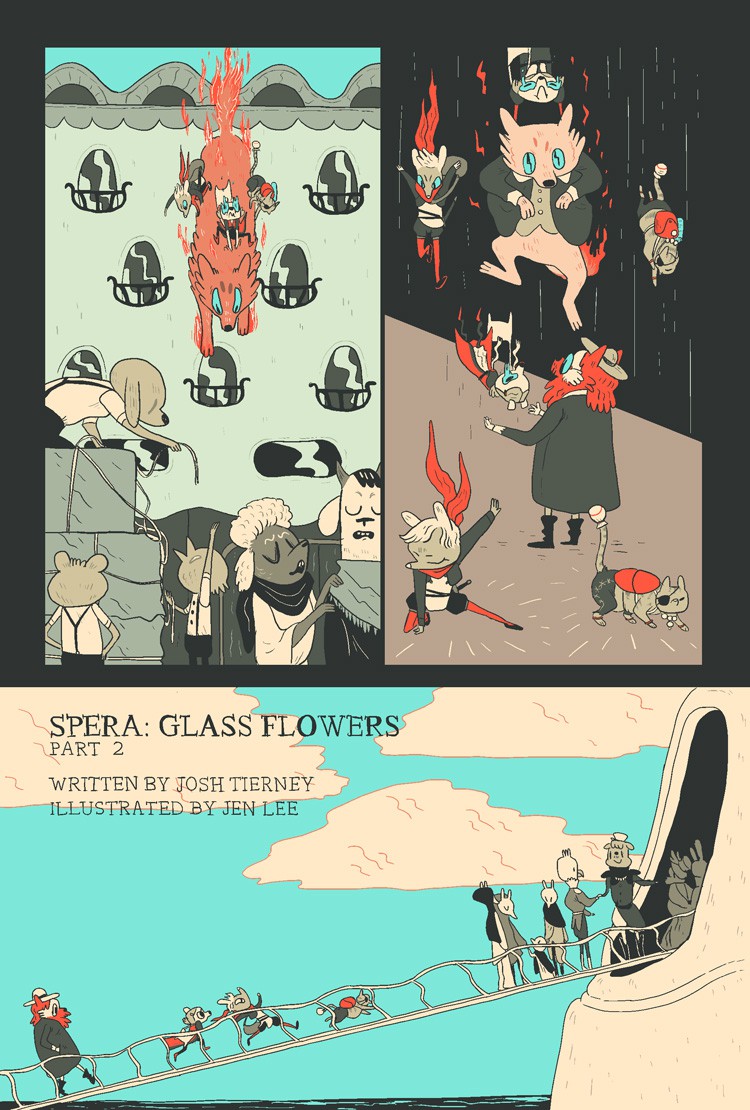 SPERA: GLASS FLOWERS
PART 2
WRITTEN BY JOSH TIERNEY
ILLUSTRATED BY JEN LEE